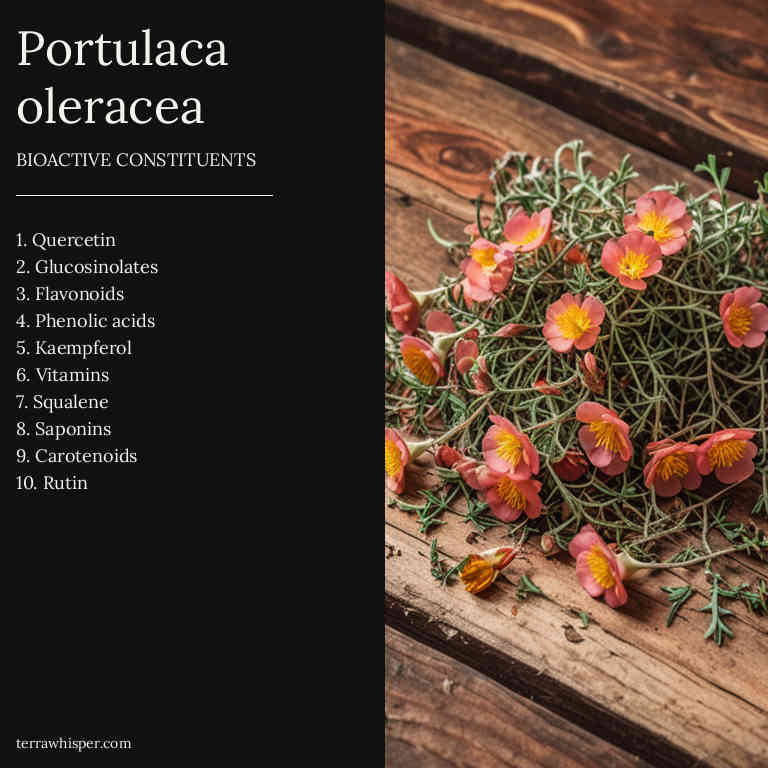 Portulaca
oleracea
BIOACTIVE CONSTITUENTS
1. Quercetin
2. Glucosinolates
3. Flavonoids
4. Phenolic acids
5. Kaempferol
6. Vitamins
7. Squalene
8. Saponins
9. Carotenoids
10. Rutin
terrawhisper.com